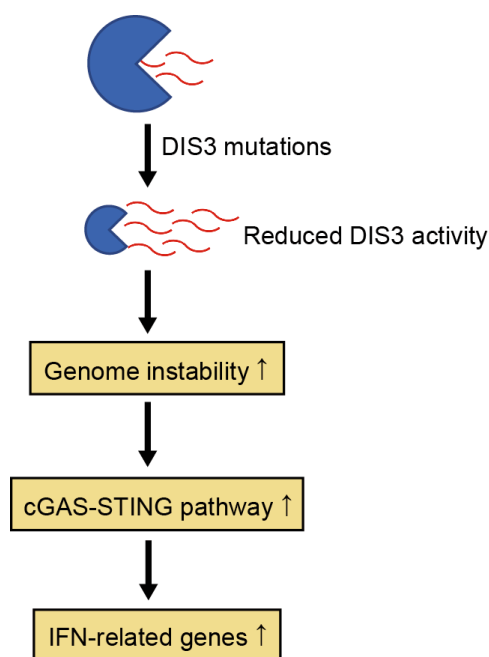 DIS3 mutations
Reduced DIS3 activity
Genome instability ↑
cGAS-STING pathway ↑
IFN-related genes ↑